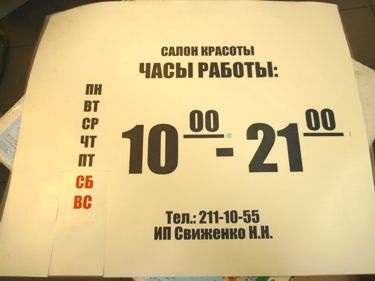 САЛОН КРАСОТЫ
ЧАСЫ РАБОТЫ:
ПН
ВТ
СР
ЧТ
ПТ
СБ
ВС
10 00 - 21 00
Тел.: 211-10-55
ИП Свиженко Н.Н.